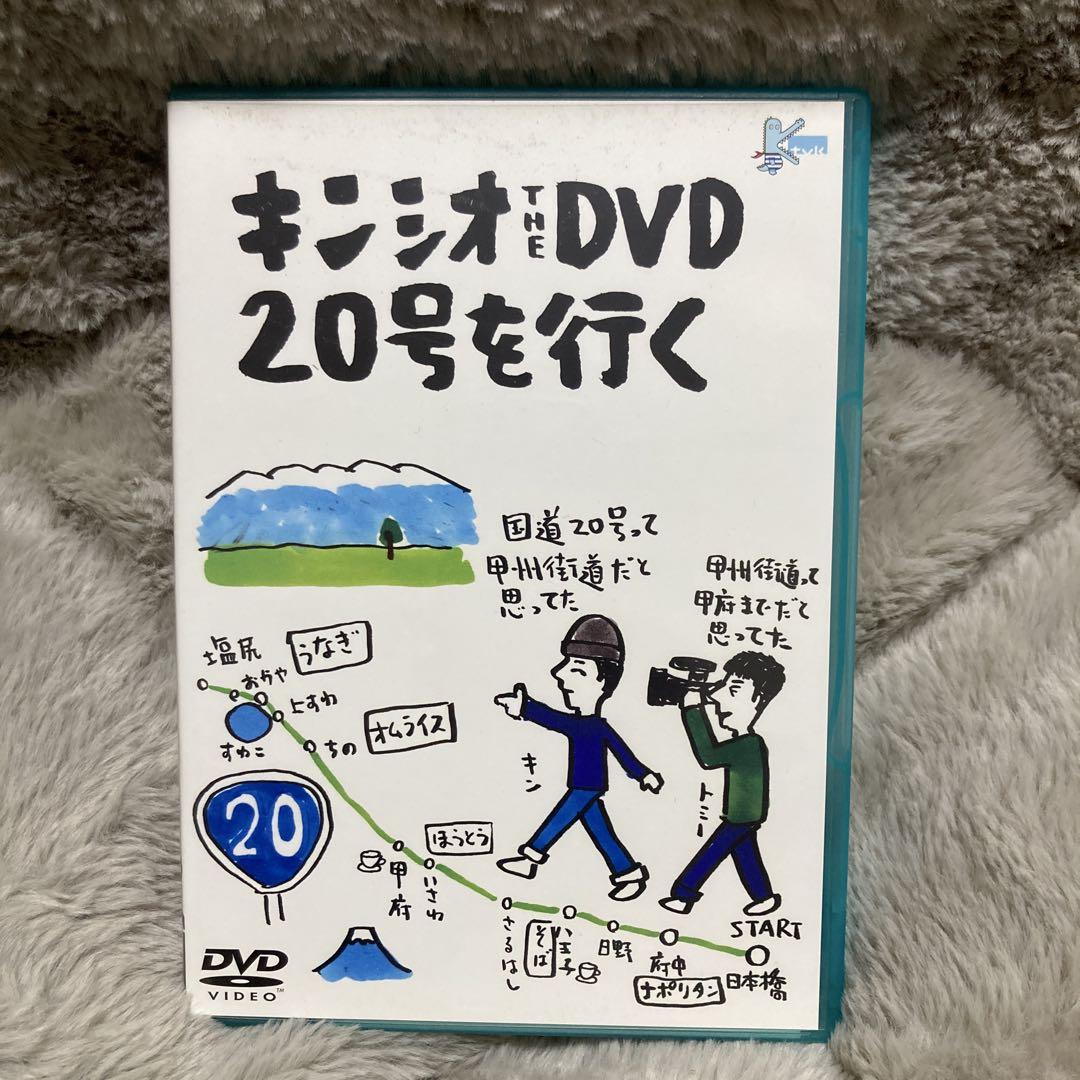 tvk
キンシオ THE DVD
20号を行く
国道20号って
甲州街道だと
思ってた
甲州街道って
甲府までだと
思ってた
塩尻
うなぎ
おかや
上すわ
すわこ
ちの
オムライス
キン
トミー
20
ほうとう
甲府
いさわ
さるはし
そば
八王子
日野
府中
ナポリタン
START
日本橋
DVD
VIDEO
TM